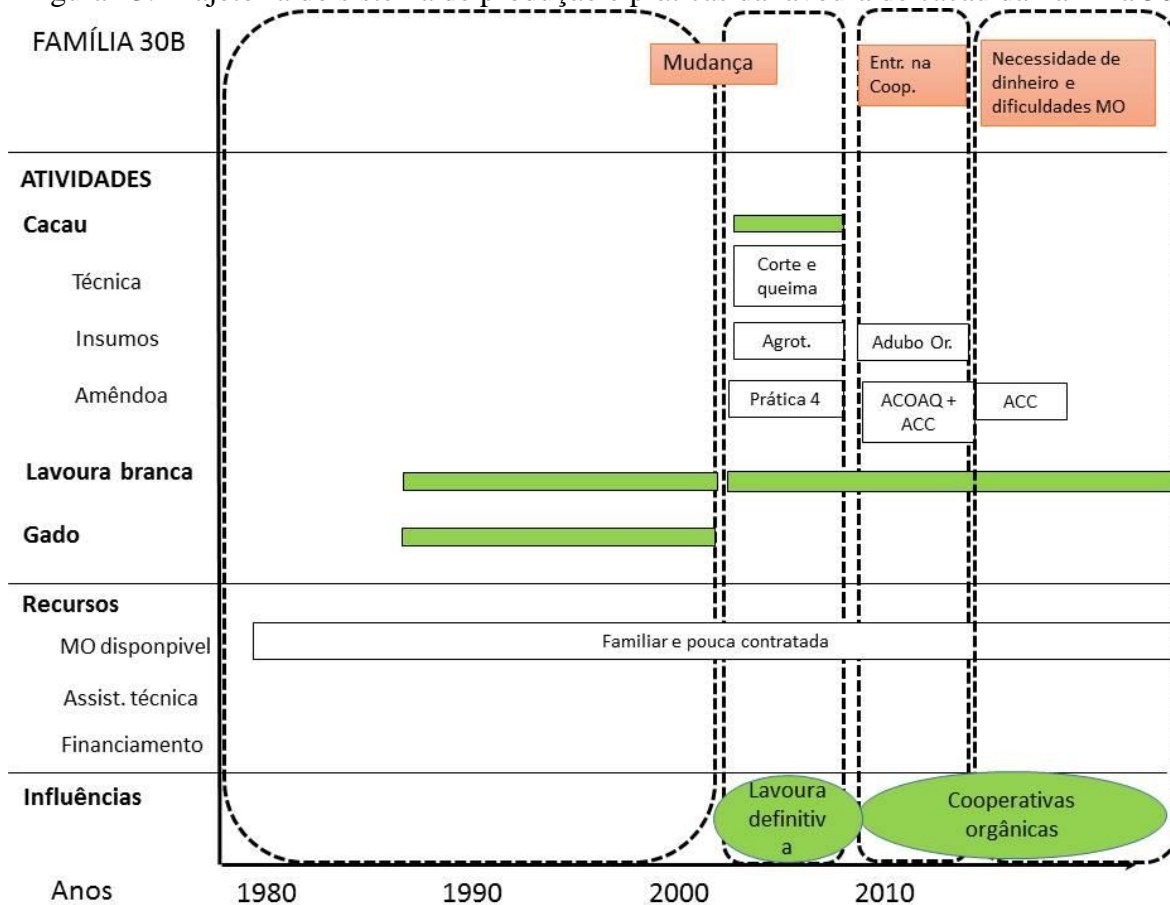 FAMÍLIA 30B
Mudança
Entr. na
Coop.
Necessidade de
dinheiro e
dificuldades MO
ATIVIDADES
Cacau
Técnica
Corte e
queima
Insumos
Agrot.
Adubo Or.
Amêndoa
Prática 4
ACOAQ +
ACC
ACC
Lavoura branca
Gado
Recursos
MO disponpivel
Familiar e pouca contratada
Assist. técnica
Financiamento
Influências
Lavoura
definitiv
a
Cooperativas
orgânicas
Anos
1980
1990
2000
2010